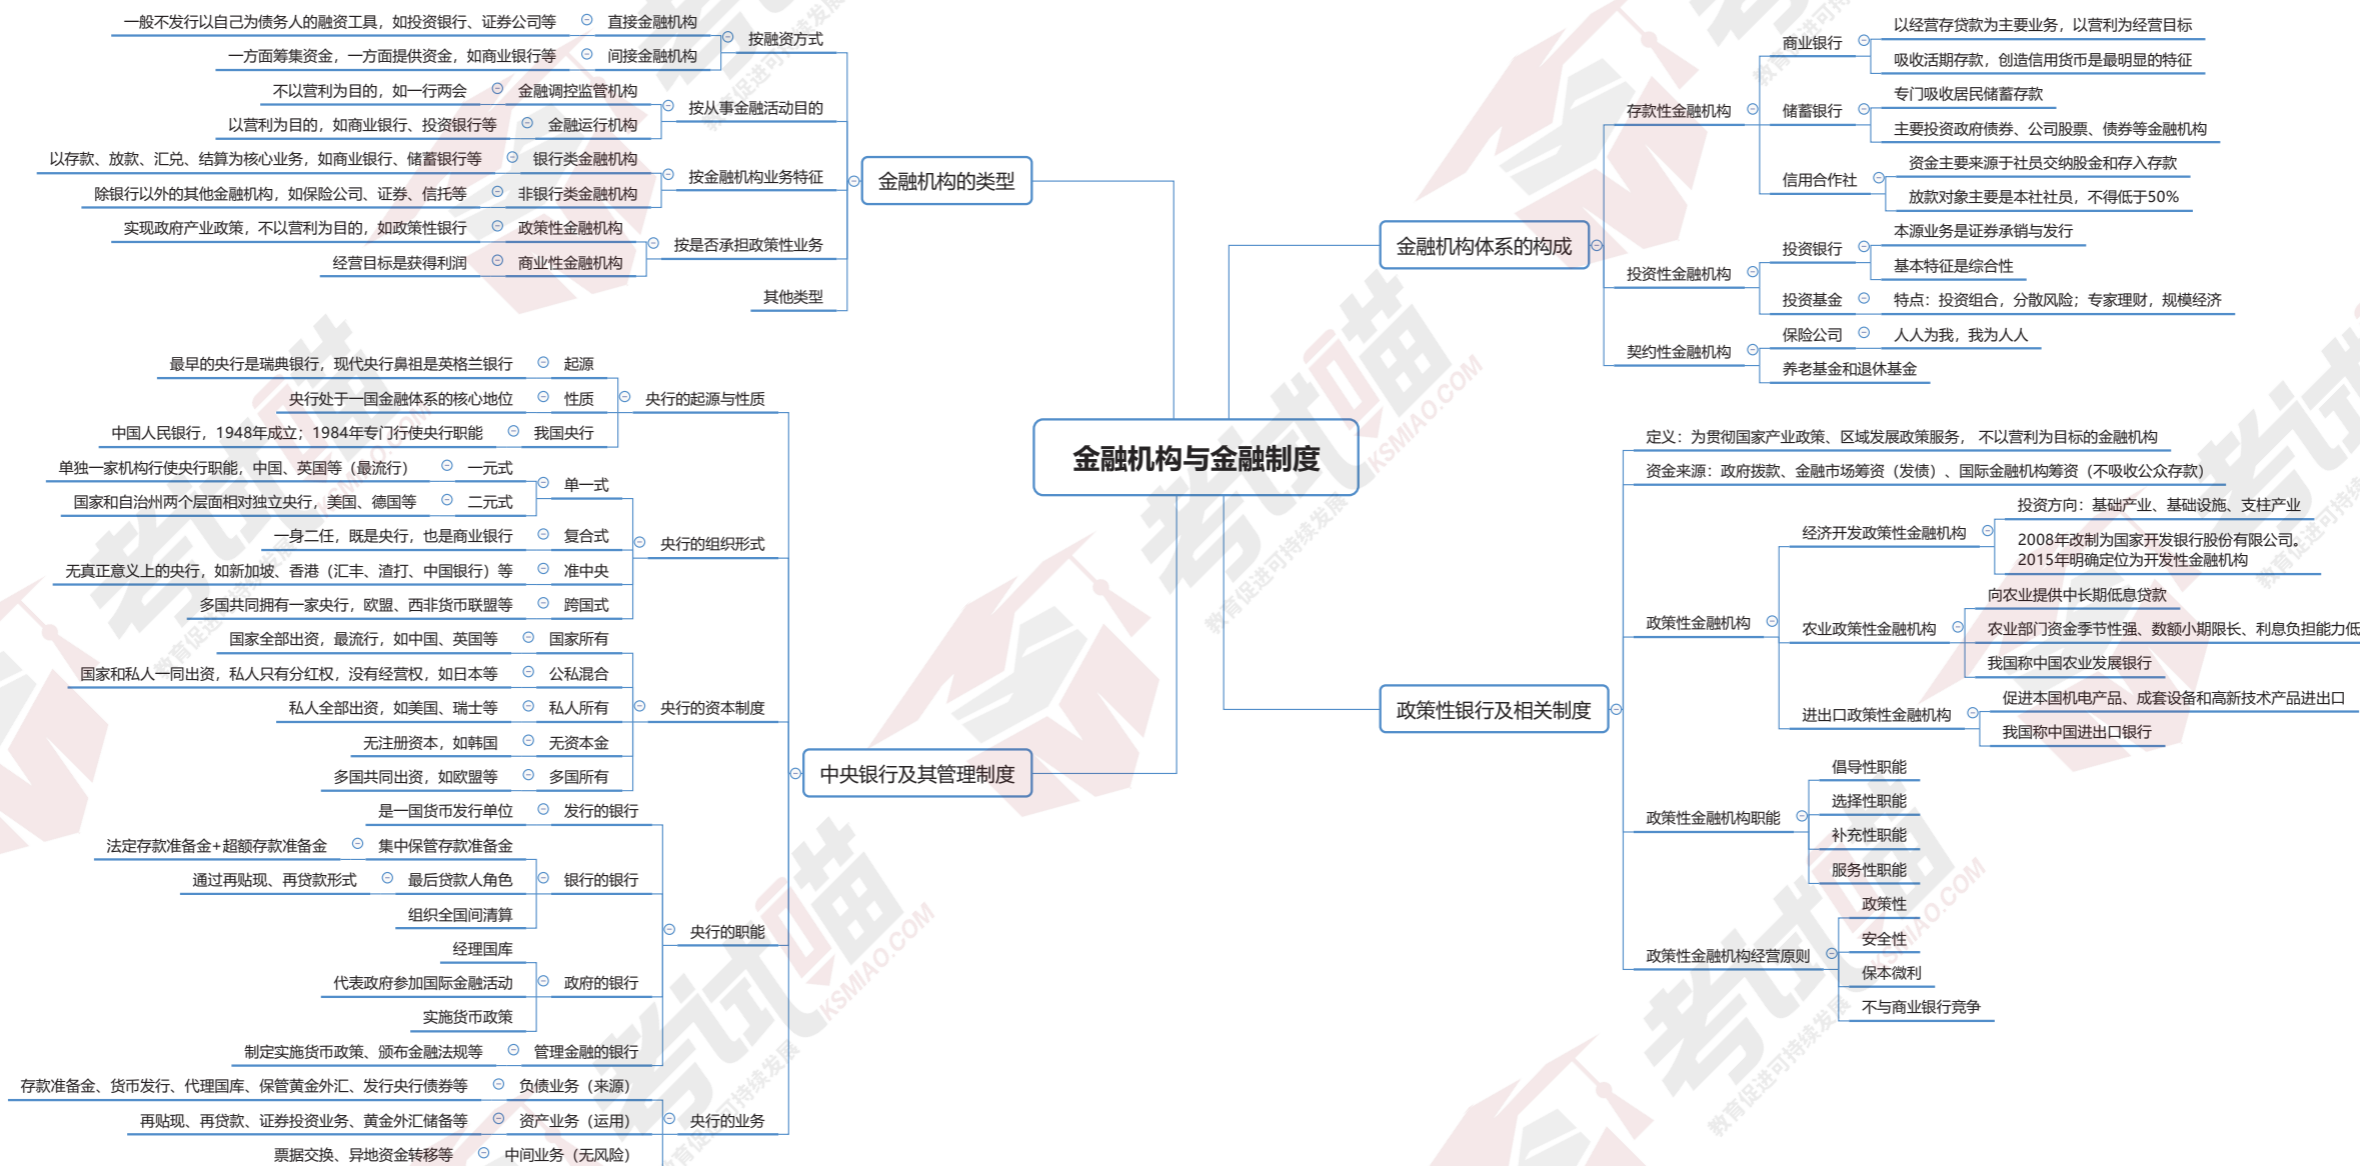 金融机构与金融制度
金融机构的类型
按融资方式
直接金融机构
一般不发行以自己为债务人的融资工具，如投资银行、证券公司等
间接金融机构
一方面筹集资金，一方面提供资金，如商业银行等
按从事金融活动目的
金融调控监管机构
不以营利为目的，如一行两会
金融运行机构
以营利为目的，如商业银行、投资银行等
按金融机构业务特征
银行类金融机构
以存款、放款、汇兑、结算为核心业务，如商业银行、储蓄银行等
非银行类金融机构
除银行以外的其他金融机构，如保险公司、证券、信托等
按是否承担政策性业务
政策性金融机构
实现政府产业政策，不以营利为目的，如政策性银行
商业性金融机构
经营目标是获得利润
其他类型
中央银行及其管理制度
央行的起源与性质
起源
最早的央行是瑞典银行，现代央行鼻祖是英格兰银行
性质
央行处于一国金融体系的核心地位
我国央行
中国人民银行，1948年成立；1984年专门行使央行职能
央行的组织形式
单一式
一元式
单独一家机构行使央行职能，中国、英国等（最流行）
二元式
国家和自治州两个层面相对独立央行，美国、德国等
复合式
一身二任，既是央行，也是商业银行
准中央
无真正意义上的央行，如新加坡、香港（汇丰、渣打、中国银行）等
跨国式
多国共同拥有一家央行，欧盟、西非货币联盟等
央行的资本制度
国家所有
国家全部出资，最流行，如中国、英国等
公私混合
国家和私人一同出资，私人只有分红权，没有经营权，如日本等
私人所有
私人全部出资，如美国、瑞士等
无资本金
无注册资本，如韩国
多国所有
多国共同出资，如欧盟等
央行的职能
发行的银行
是一国货币发行单位
银行的银行
集中保管存款准备金
法定存款准备金+超额存款准备金
最后贷款人角色
通过再贴现、再贷款形式
组织全国间清算
政府的银行
经理国库
代表政府参加国际金融活动
实施货币政策
管理金融的银行
制定实施货币政策、颁布金融法规等
央行的业务
负债业务（来源）
存款准备金、货币发行、代理国库、保管黄金外汇、发行央行债券等
资产业务（运用）
再贴现、再贷款、证券投资业务、黄金外汇储备等
中间业务（无风险）
票据交换、异地资金转移等
金融机构体系的构成
存款性金融机构
商业银行
以经营存贷款为主要业务，以营利为经营目标
吸收活期存款，创造信用货币是最明显的特征
储蓄银行
专门吸收居民储蓄存款
主要投资政府债券、公司股票、债券等金融机构
信用合作社
资金主要来源于社员交纳股金和存入存款
放款对象主要是本社社员，不得低于50%
投资性金融机构
投资银行
本源业务是证券承销与发行
基本特征是综合性
投资基金
特点：投资组合，分散风险；专家理财，规模经济
契约性金融机构
保险公司
人人为我，我为人人
养老基金和退休基金
政策性银行及相关制度
定义：为贯彻国家产业政策、区域发展政策服务， 不以营利为目标的金融机构
资金来源：政府拨款、金融市场筹资（发债）、国际金融机构筹资（不吸收公众存款）
政策性金融机构
经济开发政策性金融机构
投资方向：基础产业、基础设施、支柱产业
2008年改制为国家开发银行股份有限公司。
2015年明确定位为开发性金融机构
农业政策性金融机构
向农业提供中长期低息贷款
农业部门资金季节性强、数额小期限长、利息负担能力低
我国称中国农业发展银行
进出口政策性金融机构
促进本国机电产品、成套设备和高新技术产品进出口
我国称中国进出口银行
政策性金融机构职能
倡导性职能
选择性职能
补充性职能
服务性职能
政策性金融机构经营原则
政策性
安全性
保本微利
不与商业银行竞争
考试喵
KSMIAO.COM
教育促进可持续发展